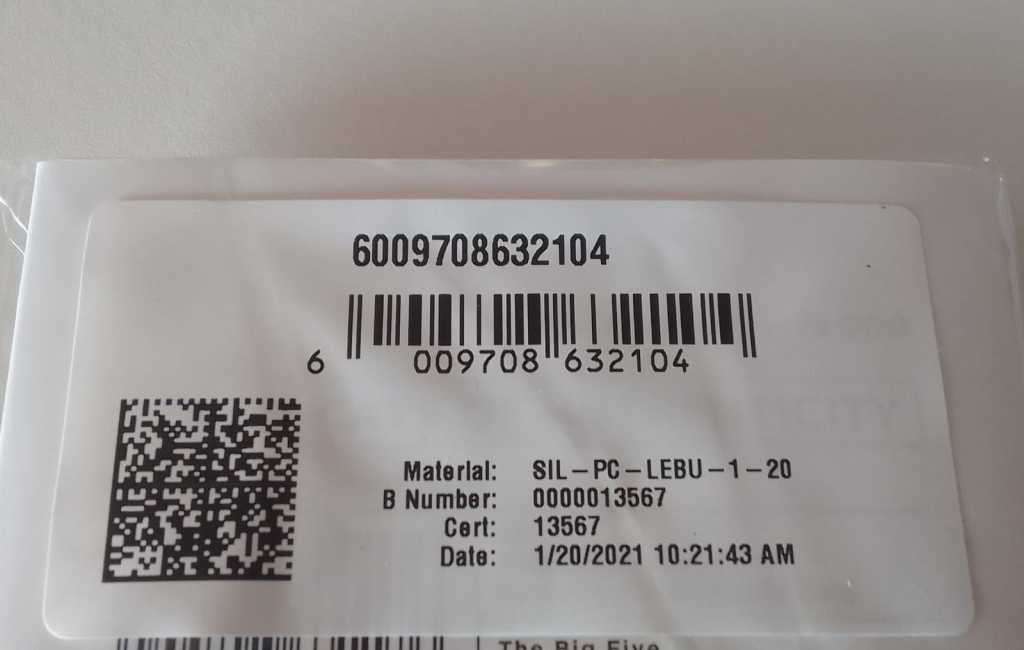 6009708632104
6 009708 632104
Material: SIL-PC-LEBU-1-20
B Number: 0000013567
Cert: 13567
Date: 1/20/2021 10:21:43 AM
The Big Five